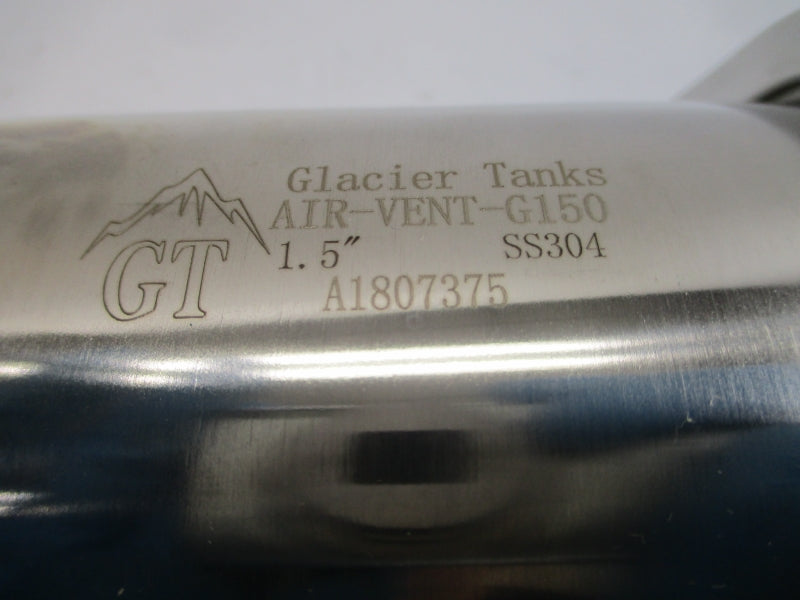 Glacier Tanks
AIR-VENT-G150
GT
1.5" SS304
A1807375